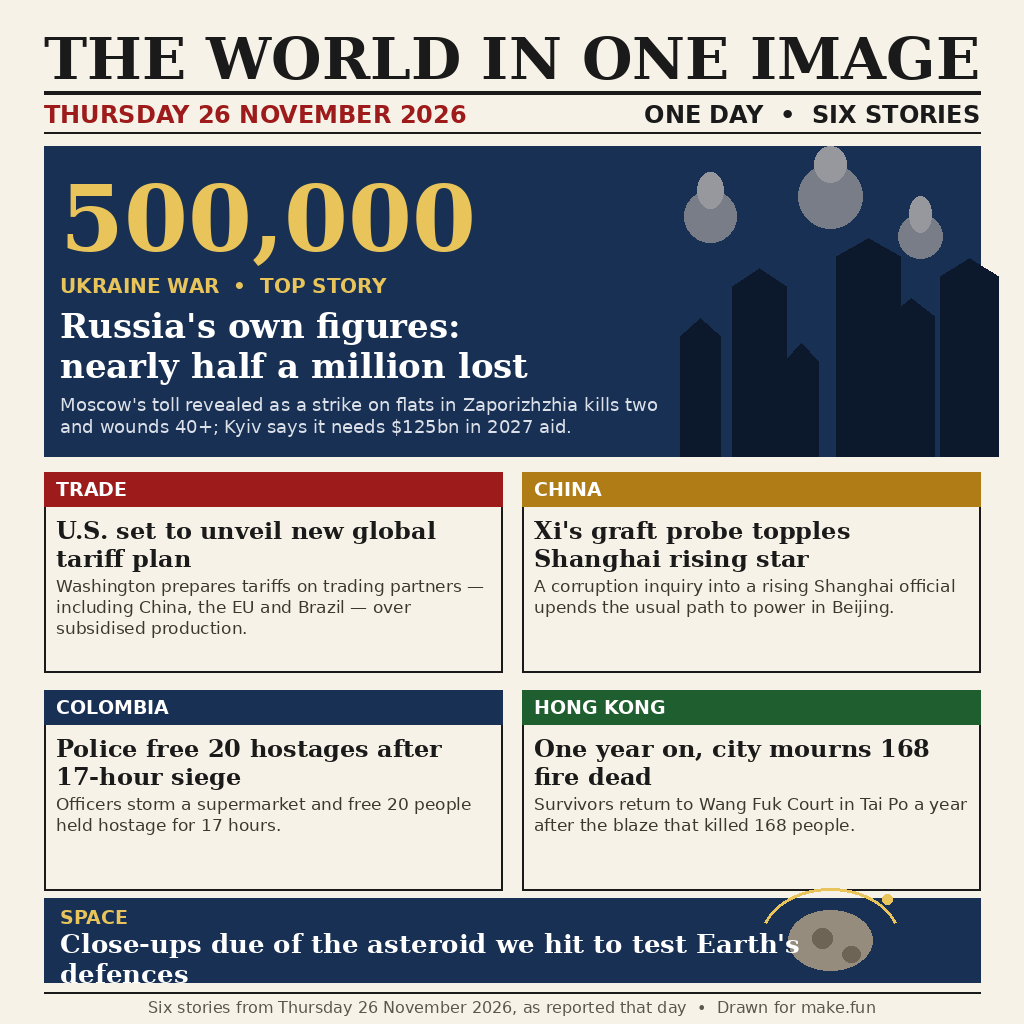 THE WORLD IN ONE IMAGE
THURSDAY 26 NOVEMBER 2026
ONE DAY • SIX STORIES
500,000
UKRAINE WAR • TOP STORY
Russia's own figures:
nearly half a million lost
Moscow's toll revealed as a strike on flats in Zaporizhzhia kills two
and wounds 40+; Kyiv says it needs $125bn in 2027 aid.
TRADE
U.S. set to unveil new global
tariff plan
Washington prepares tariffs on trading partners —
including China, the EU and Brazil — over
subsidised production.
CHINA
Xi's graft probe topples
Shanghai rising star
A corruption inquiry into a rising Shanghai official
upends the usual path to power in Beijing.
COLOMBIA
Police free 20 hostages after
17-hour siege
Officers storm a supermarket and free 20 people
held hostage for 17 hours.
HONG KONG
One year on, city mourns 168
fire dead
Survivors return to Wang Fuk Court in Tai Po a year
after the blaze that killed 168 people.
SPACE
Close-ups due of the asteroid we hit to test Earth's
defences
Six stories from Thursday 26 November 2026, as reported that day • Drawn for make.fun